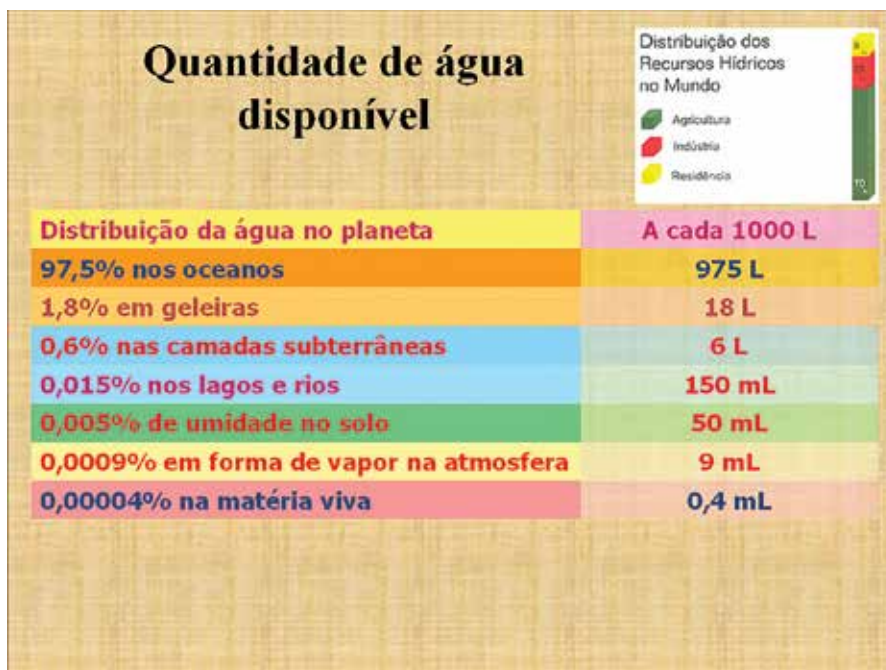 Quantidade de água
disponível
Distribuição dos
Recursos Hídricos
no Mundo
Agricultura
Indústria
Residência
70
Distribuição da água no planeta A cada 1000 L
97,5% nos oceanos 975 L
1,8% em geleiras 18 L
0,6% nas camadas subterrâneas 6 L
0,015% nos lagos e rios 150 mL
0,005% de umidade no solo 50 mL
0,0009% em forma de vapor na atmosfera 9 mL
0,00004% na matéria viva 0,4 mL